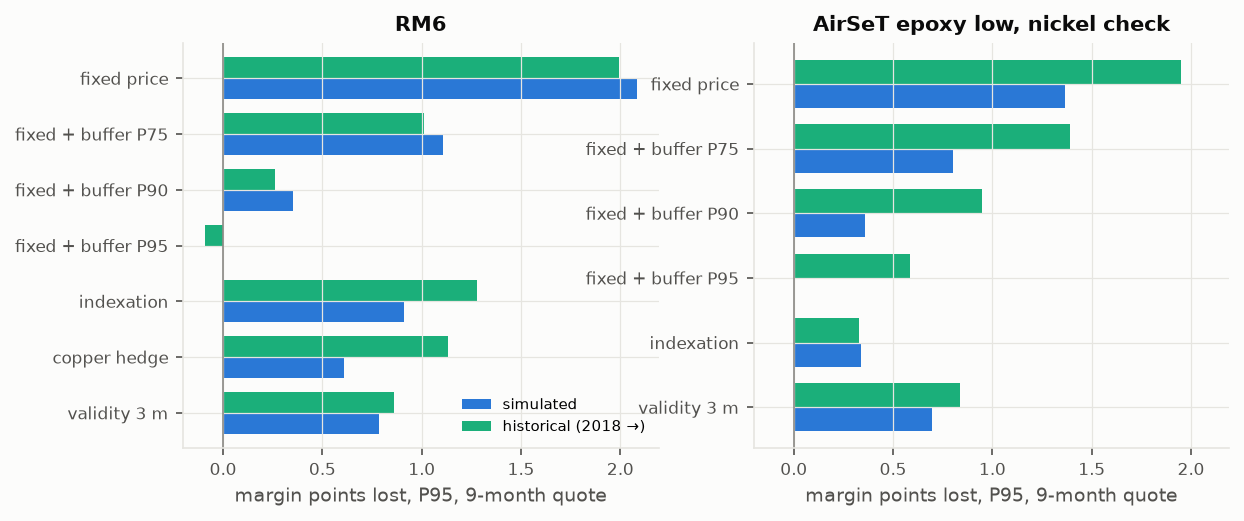 RM6
fixed price
fixed + buffer P75
fixed + buffer P90
fixed + buffer P95
indexation
copper hedge
validity 3 m
simulated
historical (2018 →)
0.0 0.5 1.0 1.5 2.0
margin points lost, P95, 9-month quote
AirSeT epoxy low, nickel check
fixed price
fixed + buffer P75
fixed + buffer P90
fixed + buffer P95
indexation
validity 3 m
0.0 0.5 1.0 1.5 2.0
margin points lost, P95, 9-month quote